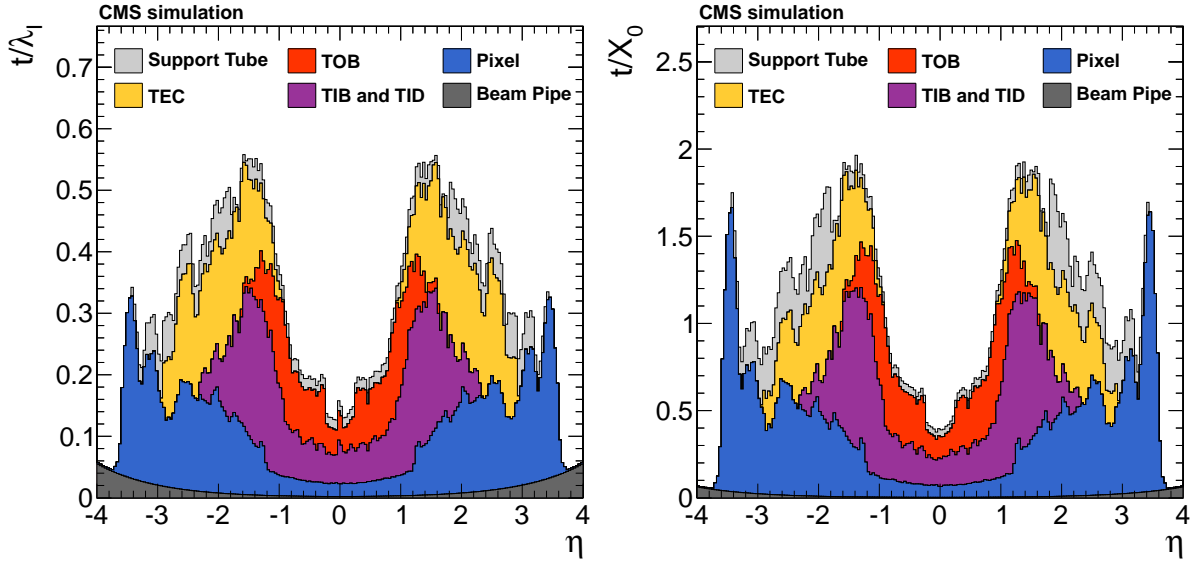 CMS simulation
t/λI
Support Tube
TOB
Pixel
TEC
TIB and TID
Beam Pipe
0.7
0.6
0.5
0.4
0.3
0.2
0.1
0
-4 -3 -2 -1 0 1 2 3 4
η
CMS simulation
t/X0
Support Tube
TOB
Pixel
TEC
TIB and TID
Beam Pipe
2.5
2
1.5
1
0.5
0
-4 -3 -2 -1 0 1 2 3 4
η